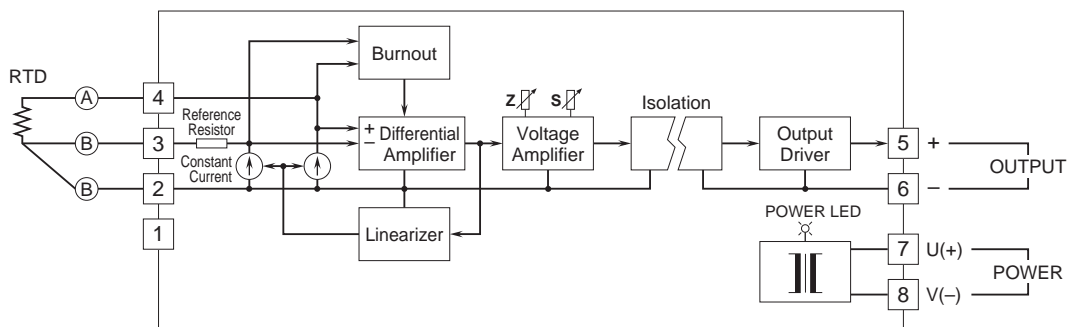 RTD
A
B
B
4
3
2
1
Reference
Resistor
Constant
Current
Burnout
+
–
Differential
Amplifier
Linearizer
Z
S
Voltage
Amplifier
Isolation
Output
Driver
5
+
6
–
OUTPUT
POWER LED
7
U(+)
8
V(–)
POWER